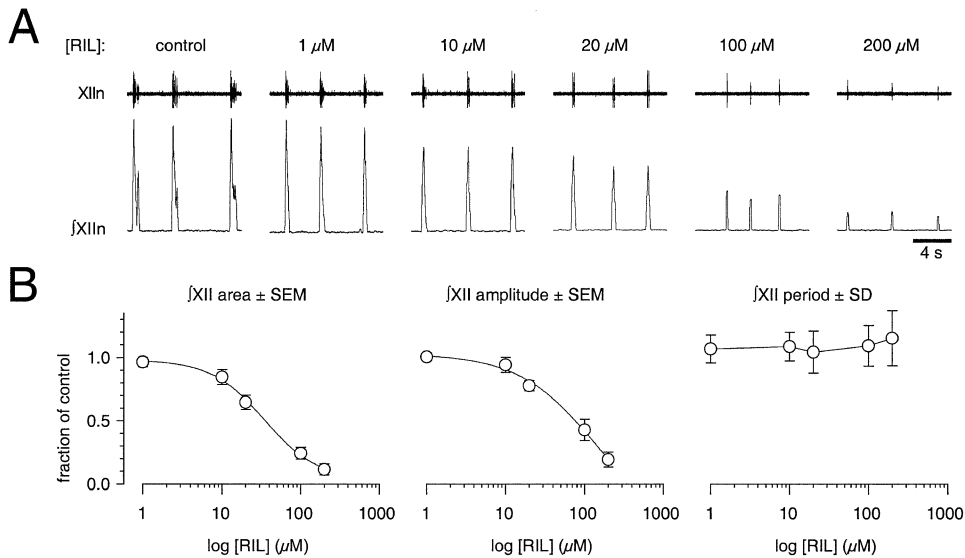 A
[RIL]: control 1 µM 10 µM 20 µM 100 µM 200 µM
XIIn
∫XIIn
4 s
B
∫XII area ± SEM ∫XII amplitude ± SEM ∫XII period ± SD
fraction of control
1.0
0.5
0.0
1 10 100 1000 1 10 100 1000 1 10 100 1000
log [RIL] (µM) log [RIL] (µM) log [RIL] (µM)